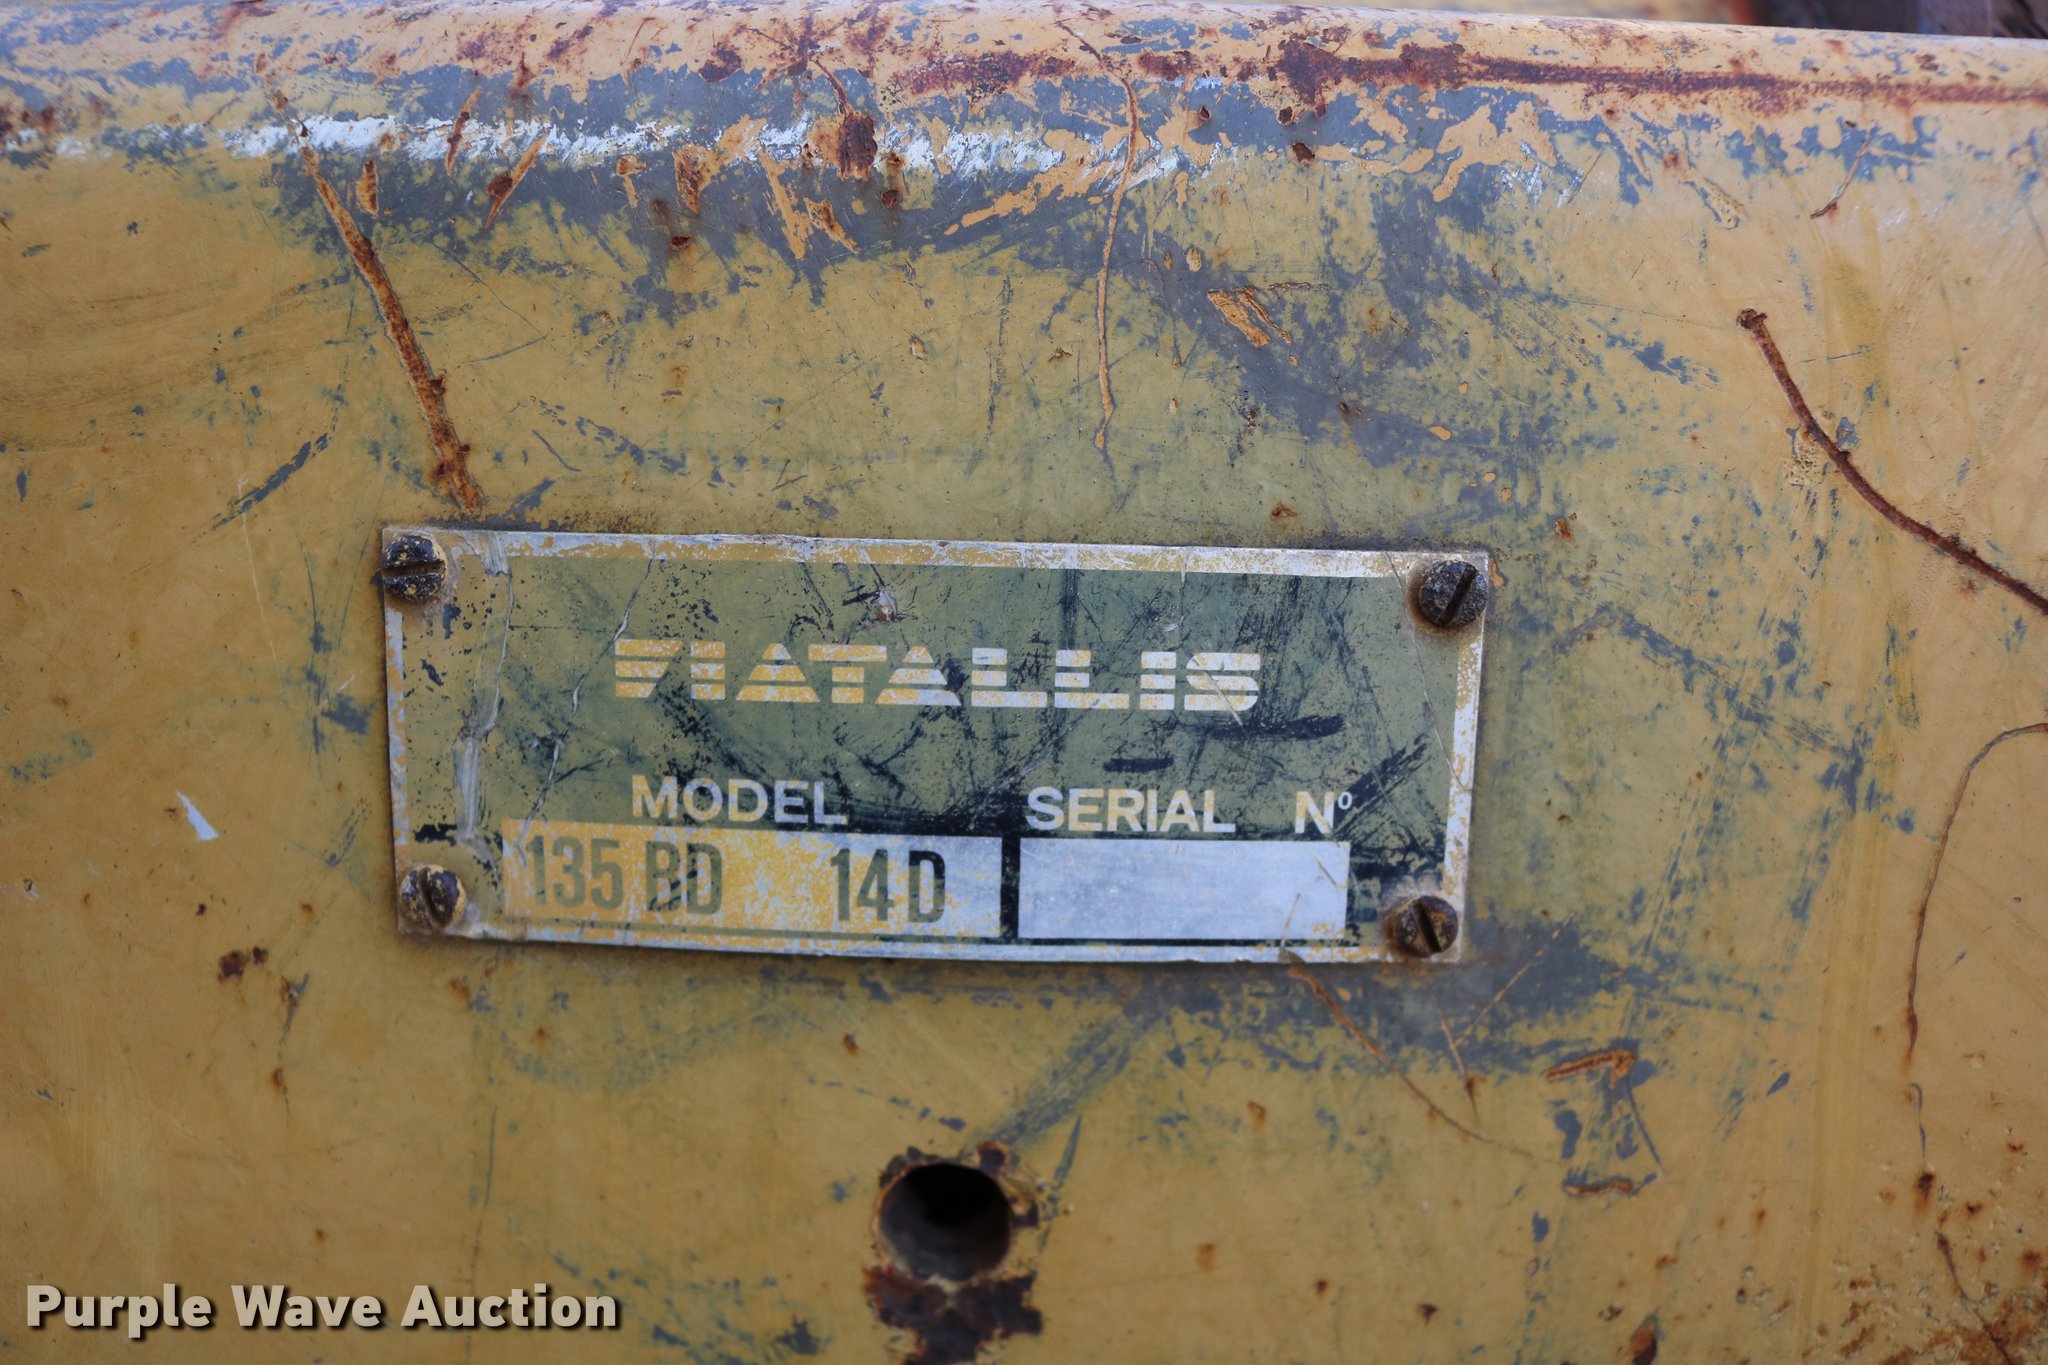 FIATALLIS
MODEL SERIAL Nº
135 BD 14D
Purple Wave Auction